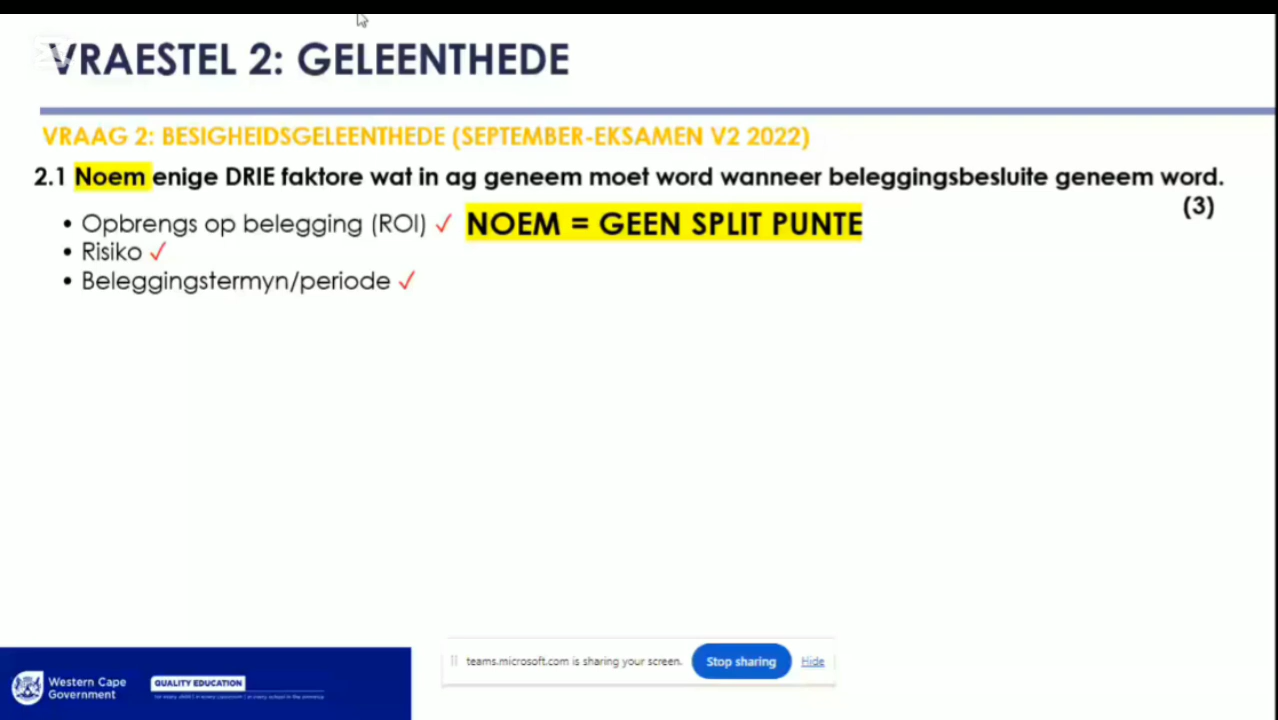 VRAESTEL 2: GELEENTHEDE
VRAAG 2: BESIGHEIDSGELEENTHEDE (SEPTEMBER-EKSAMEN V2 2022)
2.1 Noem enige DRIE faktore wat in ag geneem moet word wanneer beleggingsbesluite geneem word.
(3)
• Opbrengs op belegging (ROI) ✓ NOEM = GEEN SPLIT PUNTE
• Risiko ✓
• Beleggingstermyn/periode ✓
teams.microsoft.com is sharing your screen. Stop sharing Hide
Western Cape
Government
QUALITY EDUCATION